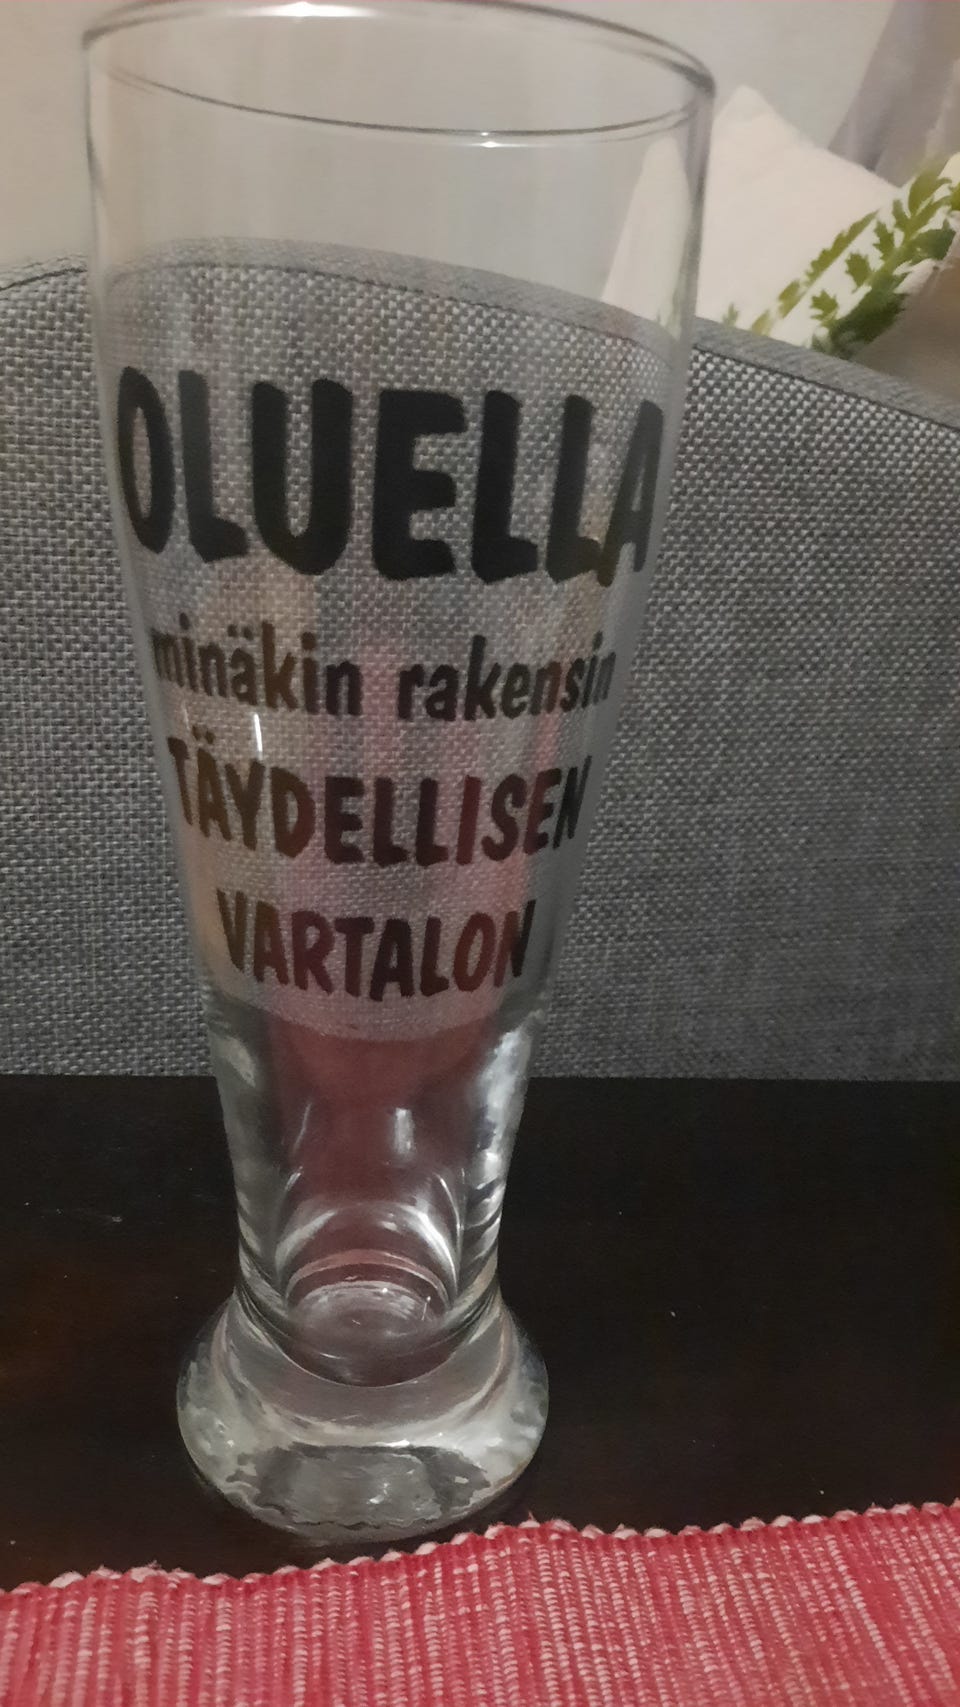 OLUELLA
minäkin rakensin
TÄYDELLISEN
VARTALON